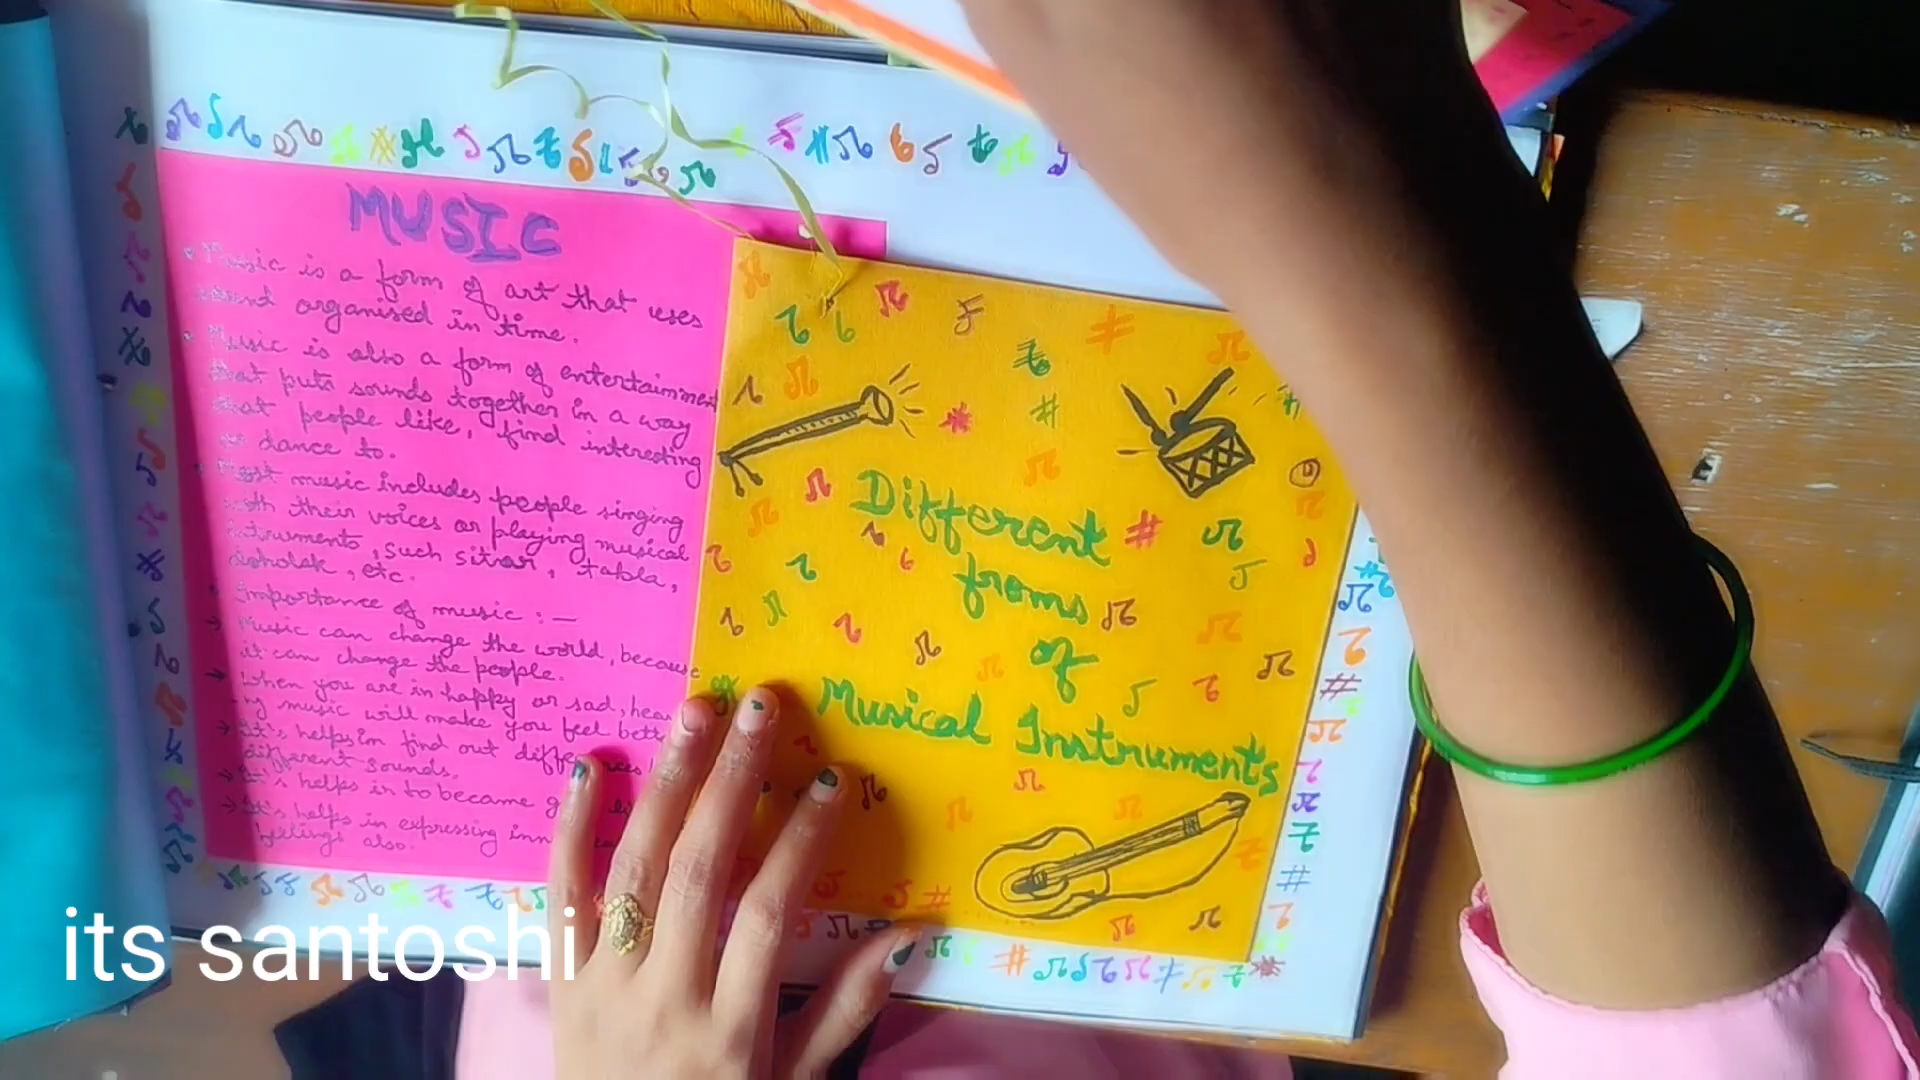 MUSIC
Music is a form of art that uses
sound organised in time.
Music is also a form of entertainment
that puts sounds together in a way
that people like, find interesting
or dance to.
Most music includes people singing
with their voices or playing musical
intruments, such sitar, tabla,
dholak, etc.
Importance of music : —
→ Music can change the world, because
it can change the people.
→ When you are in happy or sad, hear
music will make you feel
→ It's helps in find out
different sounds.
→ It's helps in to became
→ It's helps in expressing
feelings also.
Different
froms
of
Musical Instruments
its santoshi